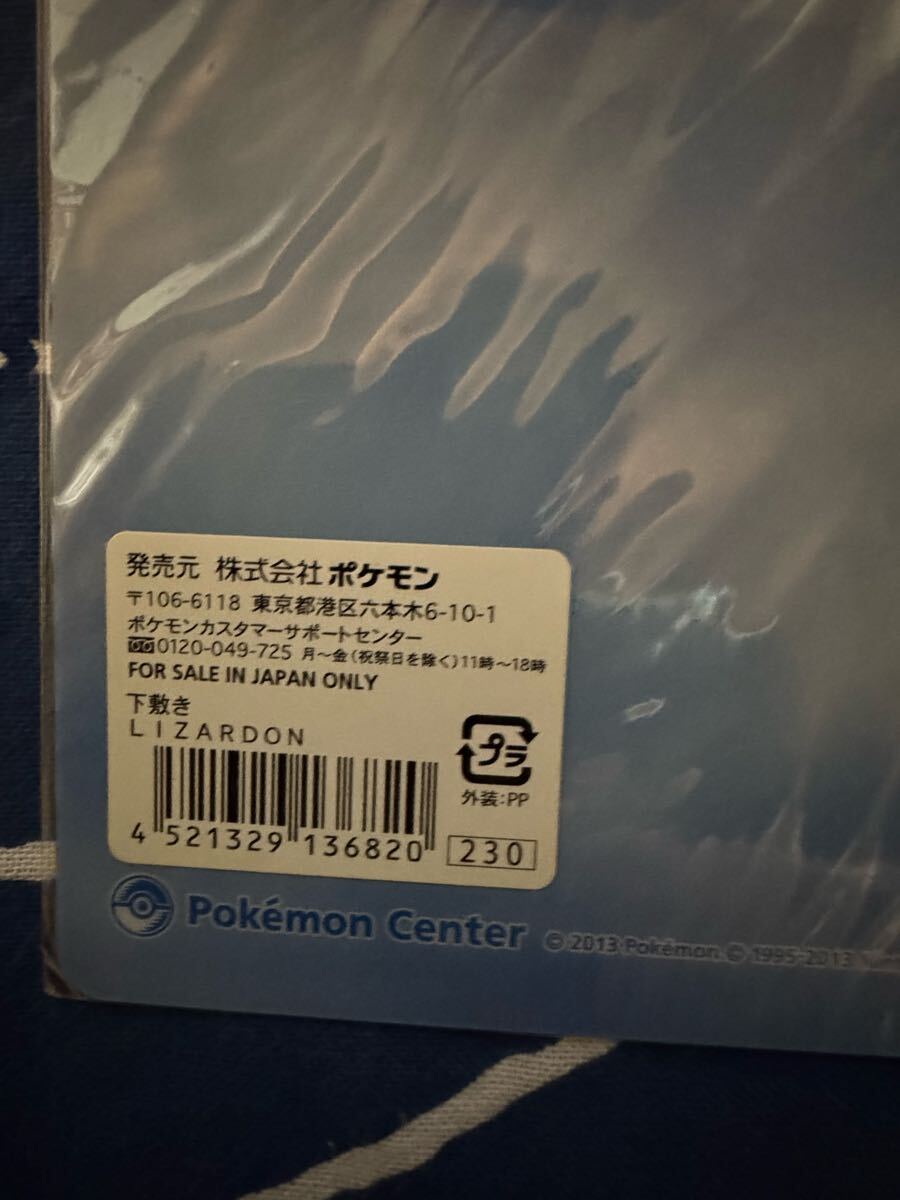 発売元 株式会社ポケモン
〒106-6118 東京都港区六本木6-10-1
ポケモンカスタマーサポートセンター
0120-049-725 月～金（祝祭日を除く）11時～18時
FOR SALE IN JAPAN ONLY
下敷き
LIZARDON
プラ
外装:PP
4 521329 136820
230
Pokémon Center
© 2013 Pokémon © 1995-2013